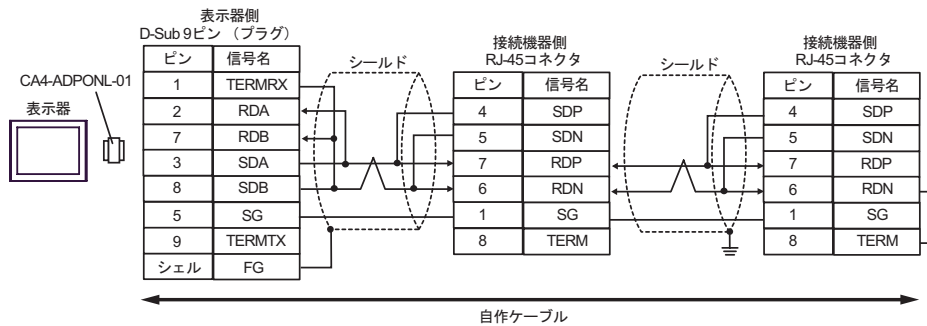 表示器側
D-Sub 9ピン （プラグ）
ピン 信号名
1 TERMRX
2 RDA
7 RDB
3 SDA
8 SDB
5 SG
9 TERMTX
シェル FG
CA4-ADPONL-01
表示器
シールド
接続機器側
RJ-45コネクタ
ピン 信号名
4 SDP
5 SDN
7 RDP
6 RDN
1 SG
8 TERM
シールド
接続機器側
RJ-45コネクタ
ピン 信号名
4 SDP
5 SDN
7 RDP
6 RDN
1 SG
8 TERM
自作ケーブル